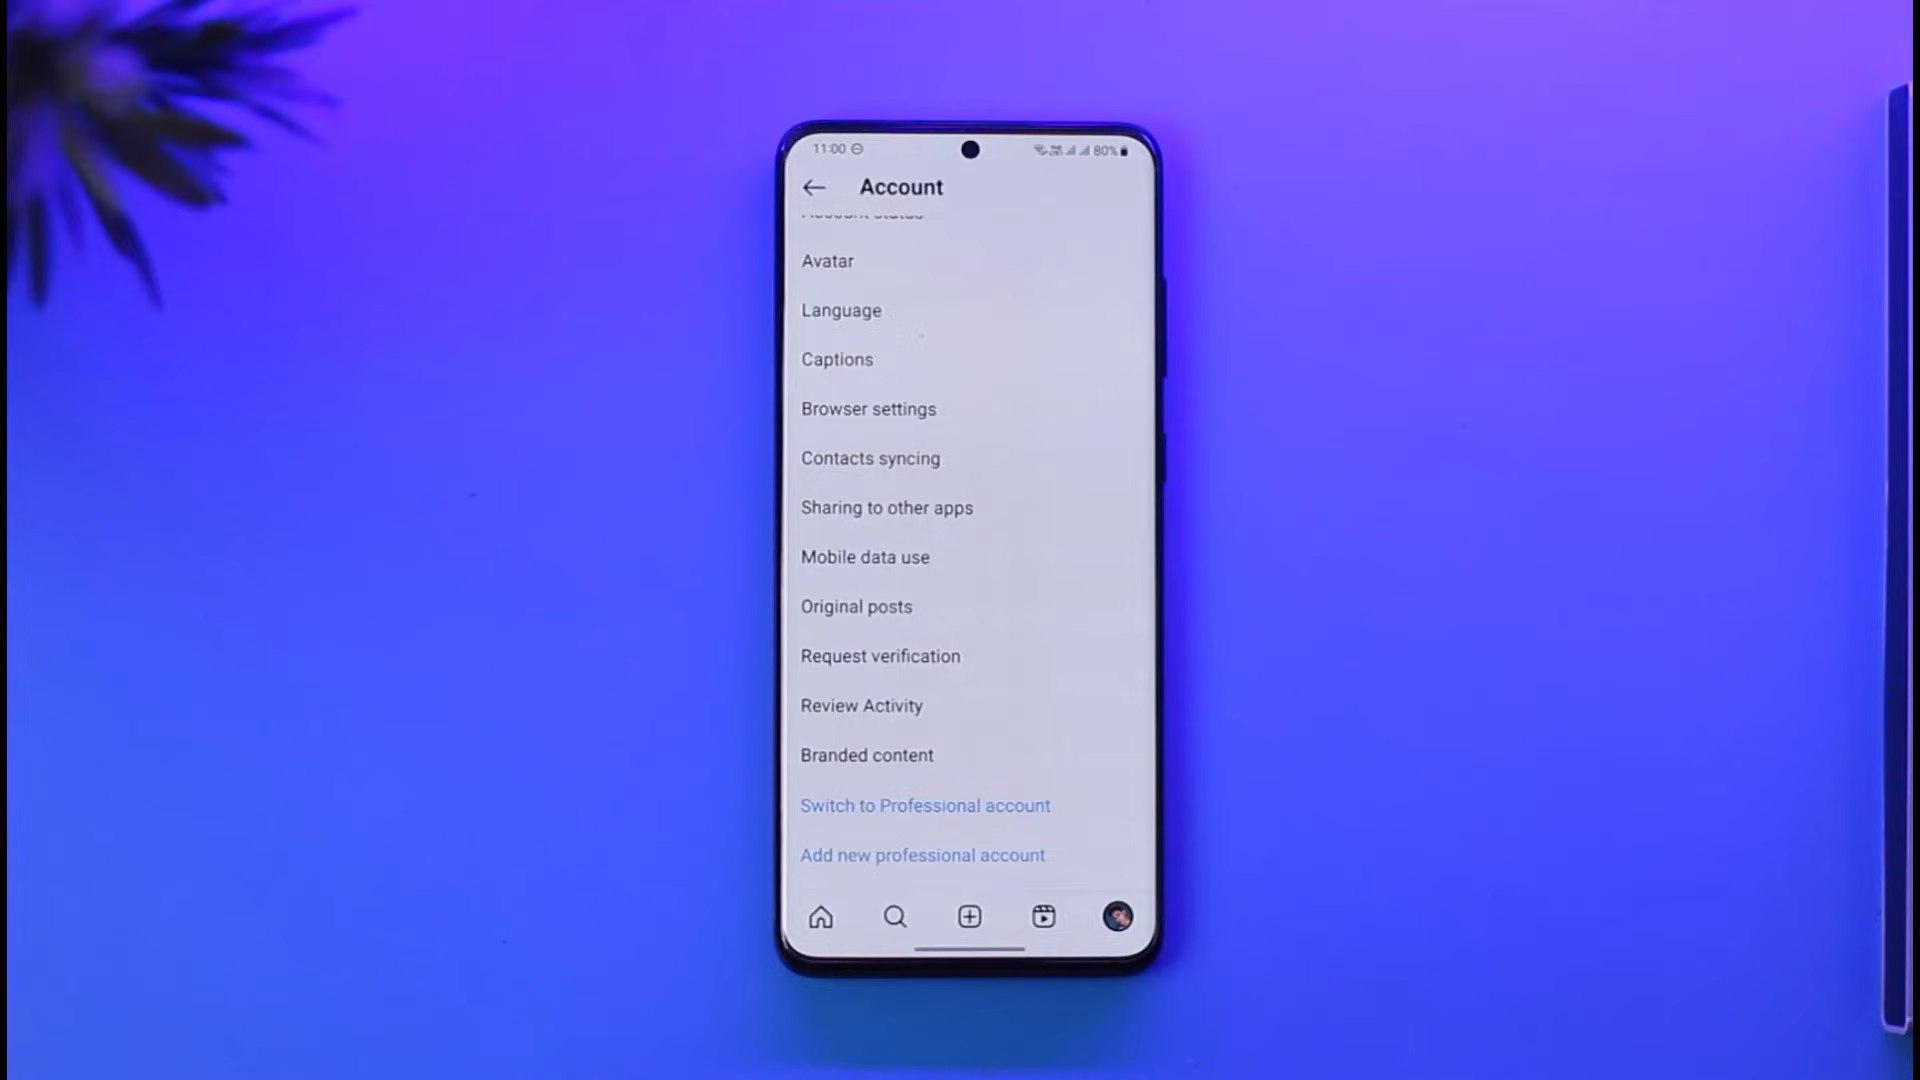 11:00
80%
Account
Avatar
Language
Captions
Browser settings
Contacts syncing
Sharing to other apps
Mobile data use
Original posts
Request verification
Review Activity
Branded content
Switch to Professional account
Add new professional account